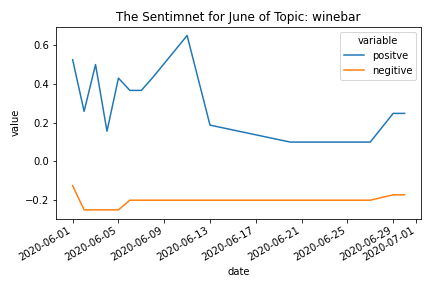 The Sentimnet for June of Topic: winebar
variable
positve
negitive
value
0.6
0.4
0.2
0.0
−0.2
2020-06-01
2020-06-05
2020-06-09
2020-06-13
2020-06-17
2020-06-21
2020-06-25
2020-06-29
2020-07-01
date